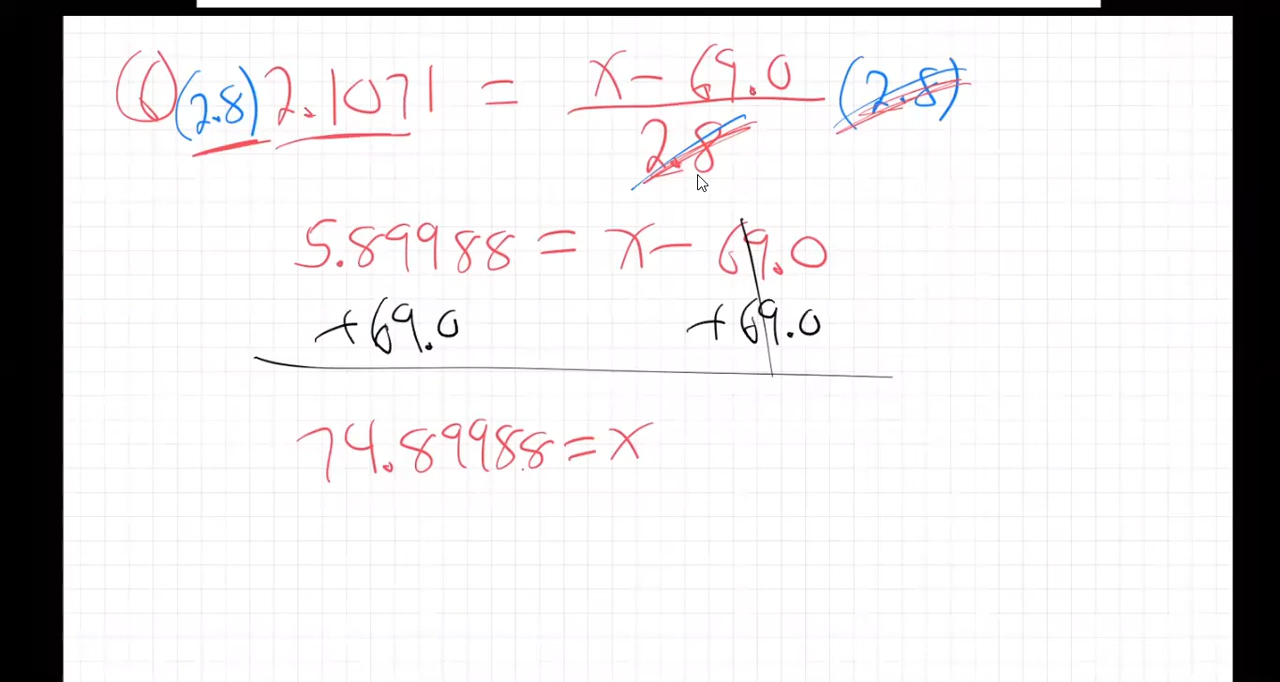 (6) (2.8) 2.1071 = x - 69.0 (2.8)
2.8
5.89988 = x - 69.0
+69.0 +69.0
74.89988 = x